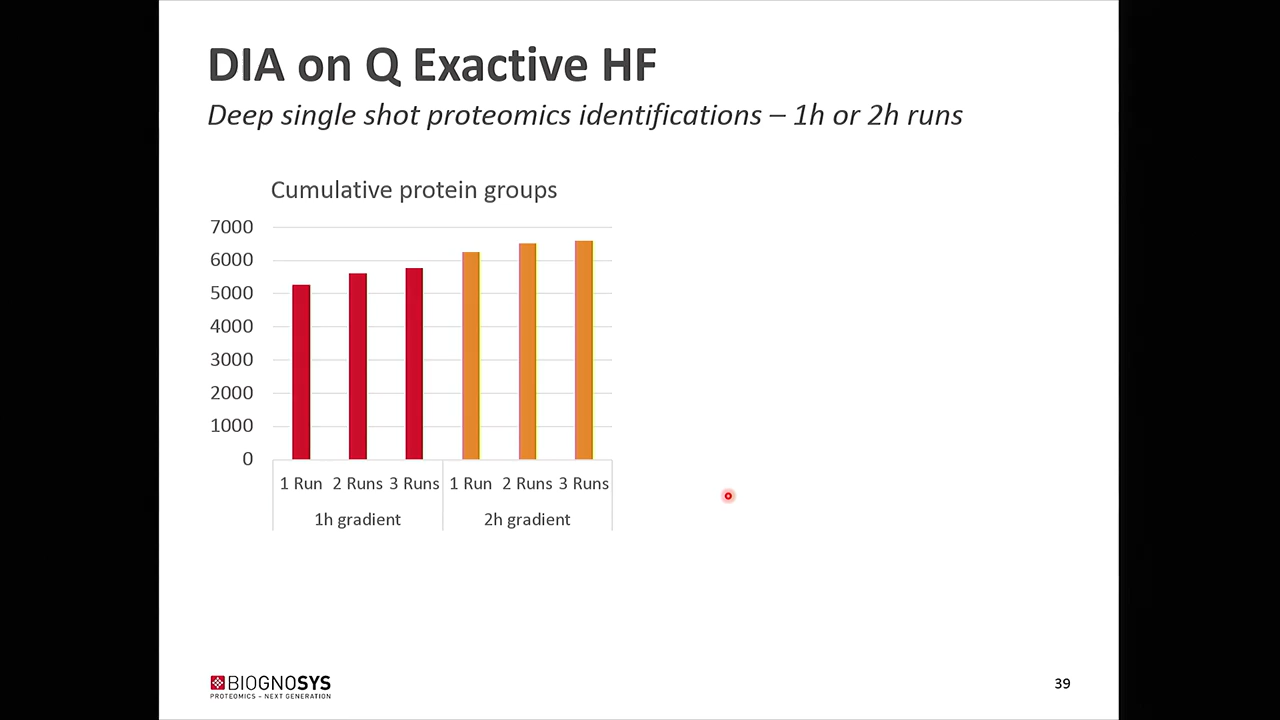 DIA on Q Exactive HF
Deep single shot proteomics identifications – 1h or 2h runs
Cumulative protein groups
7000
6000
5000
4000
3000
2000
1000
0
1 Run 2 Runs 3 Runs 1 Run 2 Runs 3 Runs
1h gradient 2h gradient
BIOGNOSYS
PROTEOMICS – NEXT GENERATION
39